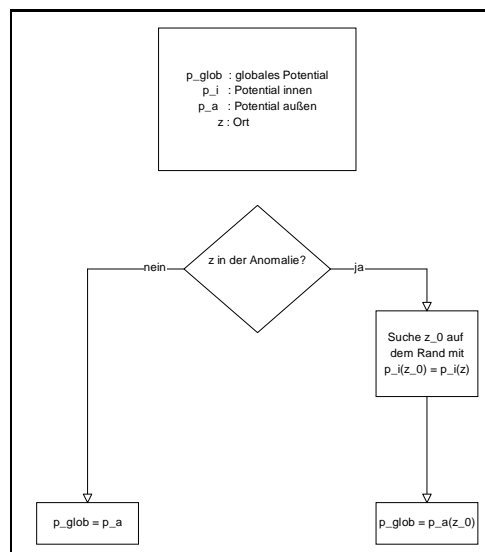 p_glob : globales Potential
p_i : Potential innen
p_a : Potential außen
z : Ort
z in der Anomalie?
nein
ja
Suche z_0 auf
dem Rand mit
p_i(z_0) = p_i(z)
p_glob = p_a
p_glob = p_a(z_0)